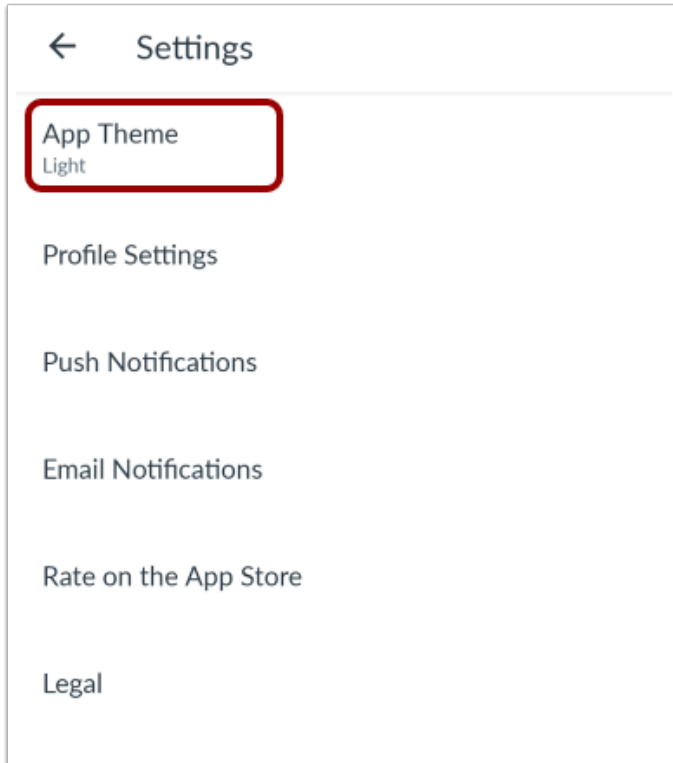 Settings
App Theme
Light
Profile Settings
Push Notifications
Email Notifications
Rate on the App Store
Legal